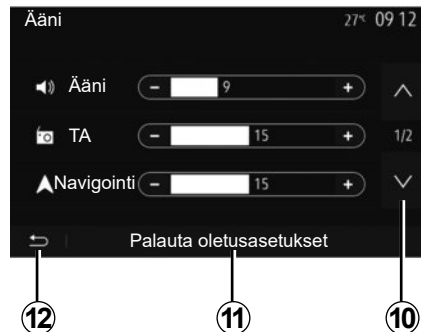 Ääni 27°C 09 12
Ääni - 9 +
TA - 15 + 1/2
Navigointi - 15 +
Palauta oletusasetukset
12 11 10